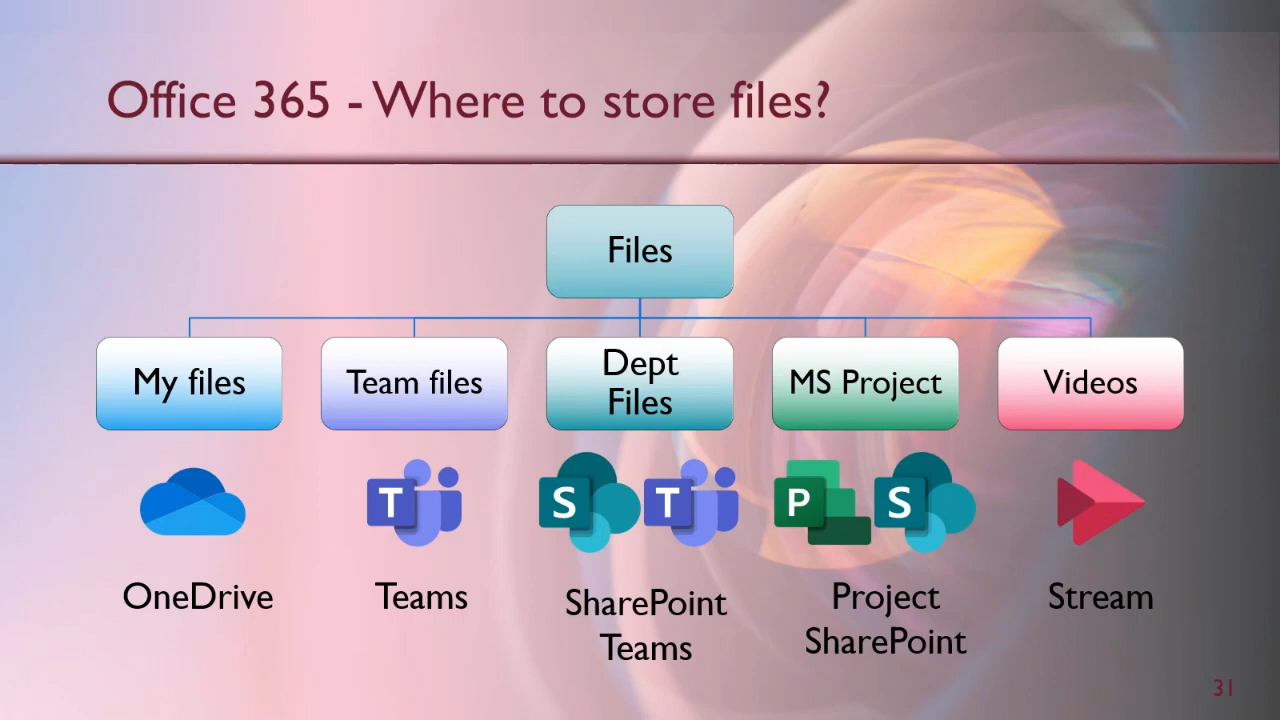 Office 365 - Where to store files?
Files
My files
Team files
Dept
Files
MS Project
Videos
T
S
T
P
S
OneDrive
Teams
SharePoint
Teams
Project
SharePoint
Stream
31